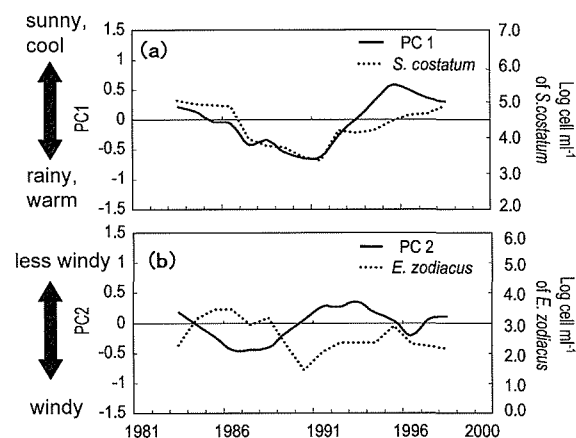 sunny,
cool
rainy,
warm
PC1
1.5
1
0.5
0
-0.5
-1
-1.5
(a)
PC 1
S. costatum
7.0
6.0
5.0
4.0
3.0
2.0
Log cell ml-1
of S.costatum
less windy
windy
PC2
1.5
1
0.5
0
-0.5
-1
-1.5
(b)
PC 2
E. zodiacus
6.0
5.0
4.0
3.0
2.0
1.0
0.0
Log cell ml-1
of E. zodiacus
1981 1986 1991 1996 2000